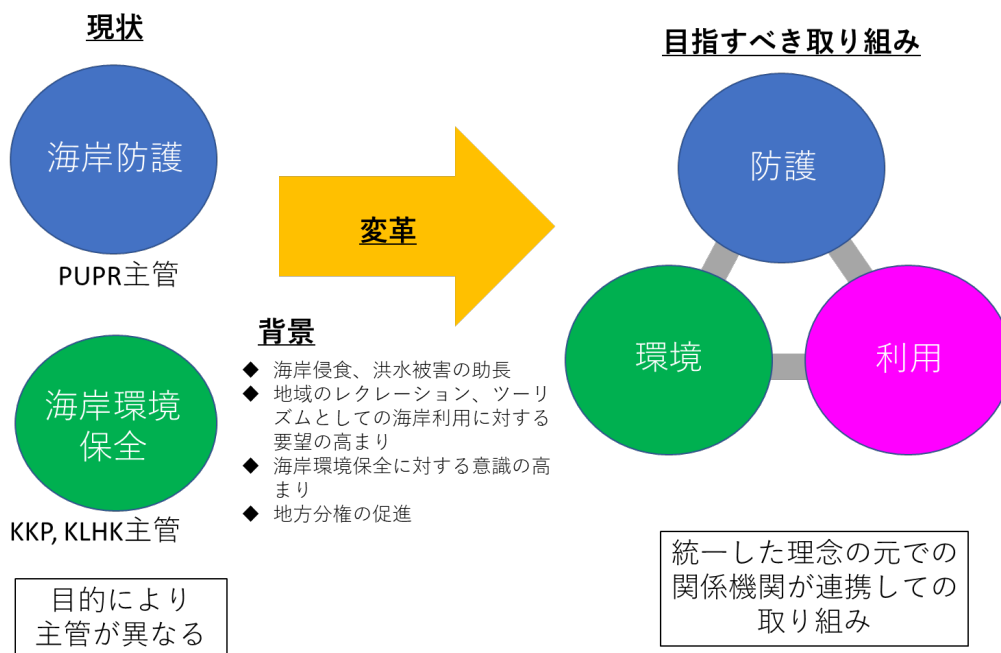 現状
海岸防護
PUPR主管
海岸環境
保全
KKP, KLHK主管
目的により
主管が異なる
変革
背景
◆ 海岸侵食、洪水被害の助長
◆ 地域のレクレーション、ツーリ
ズムとしての海岸利用に対する
要望の高まり
◆ 海岸環境保全に対する意識の高
まり
◆ 地方分権の促進
目指すべき取り組み
防護
環境
利用
統一した理念の元での
関係機関が連携しての
取り組み